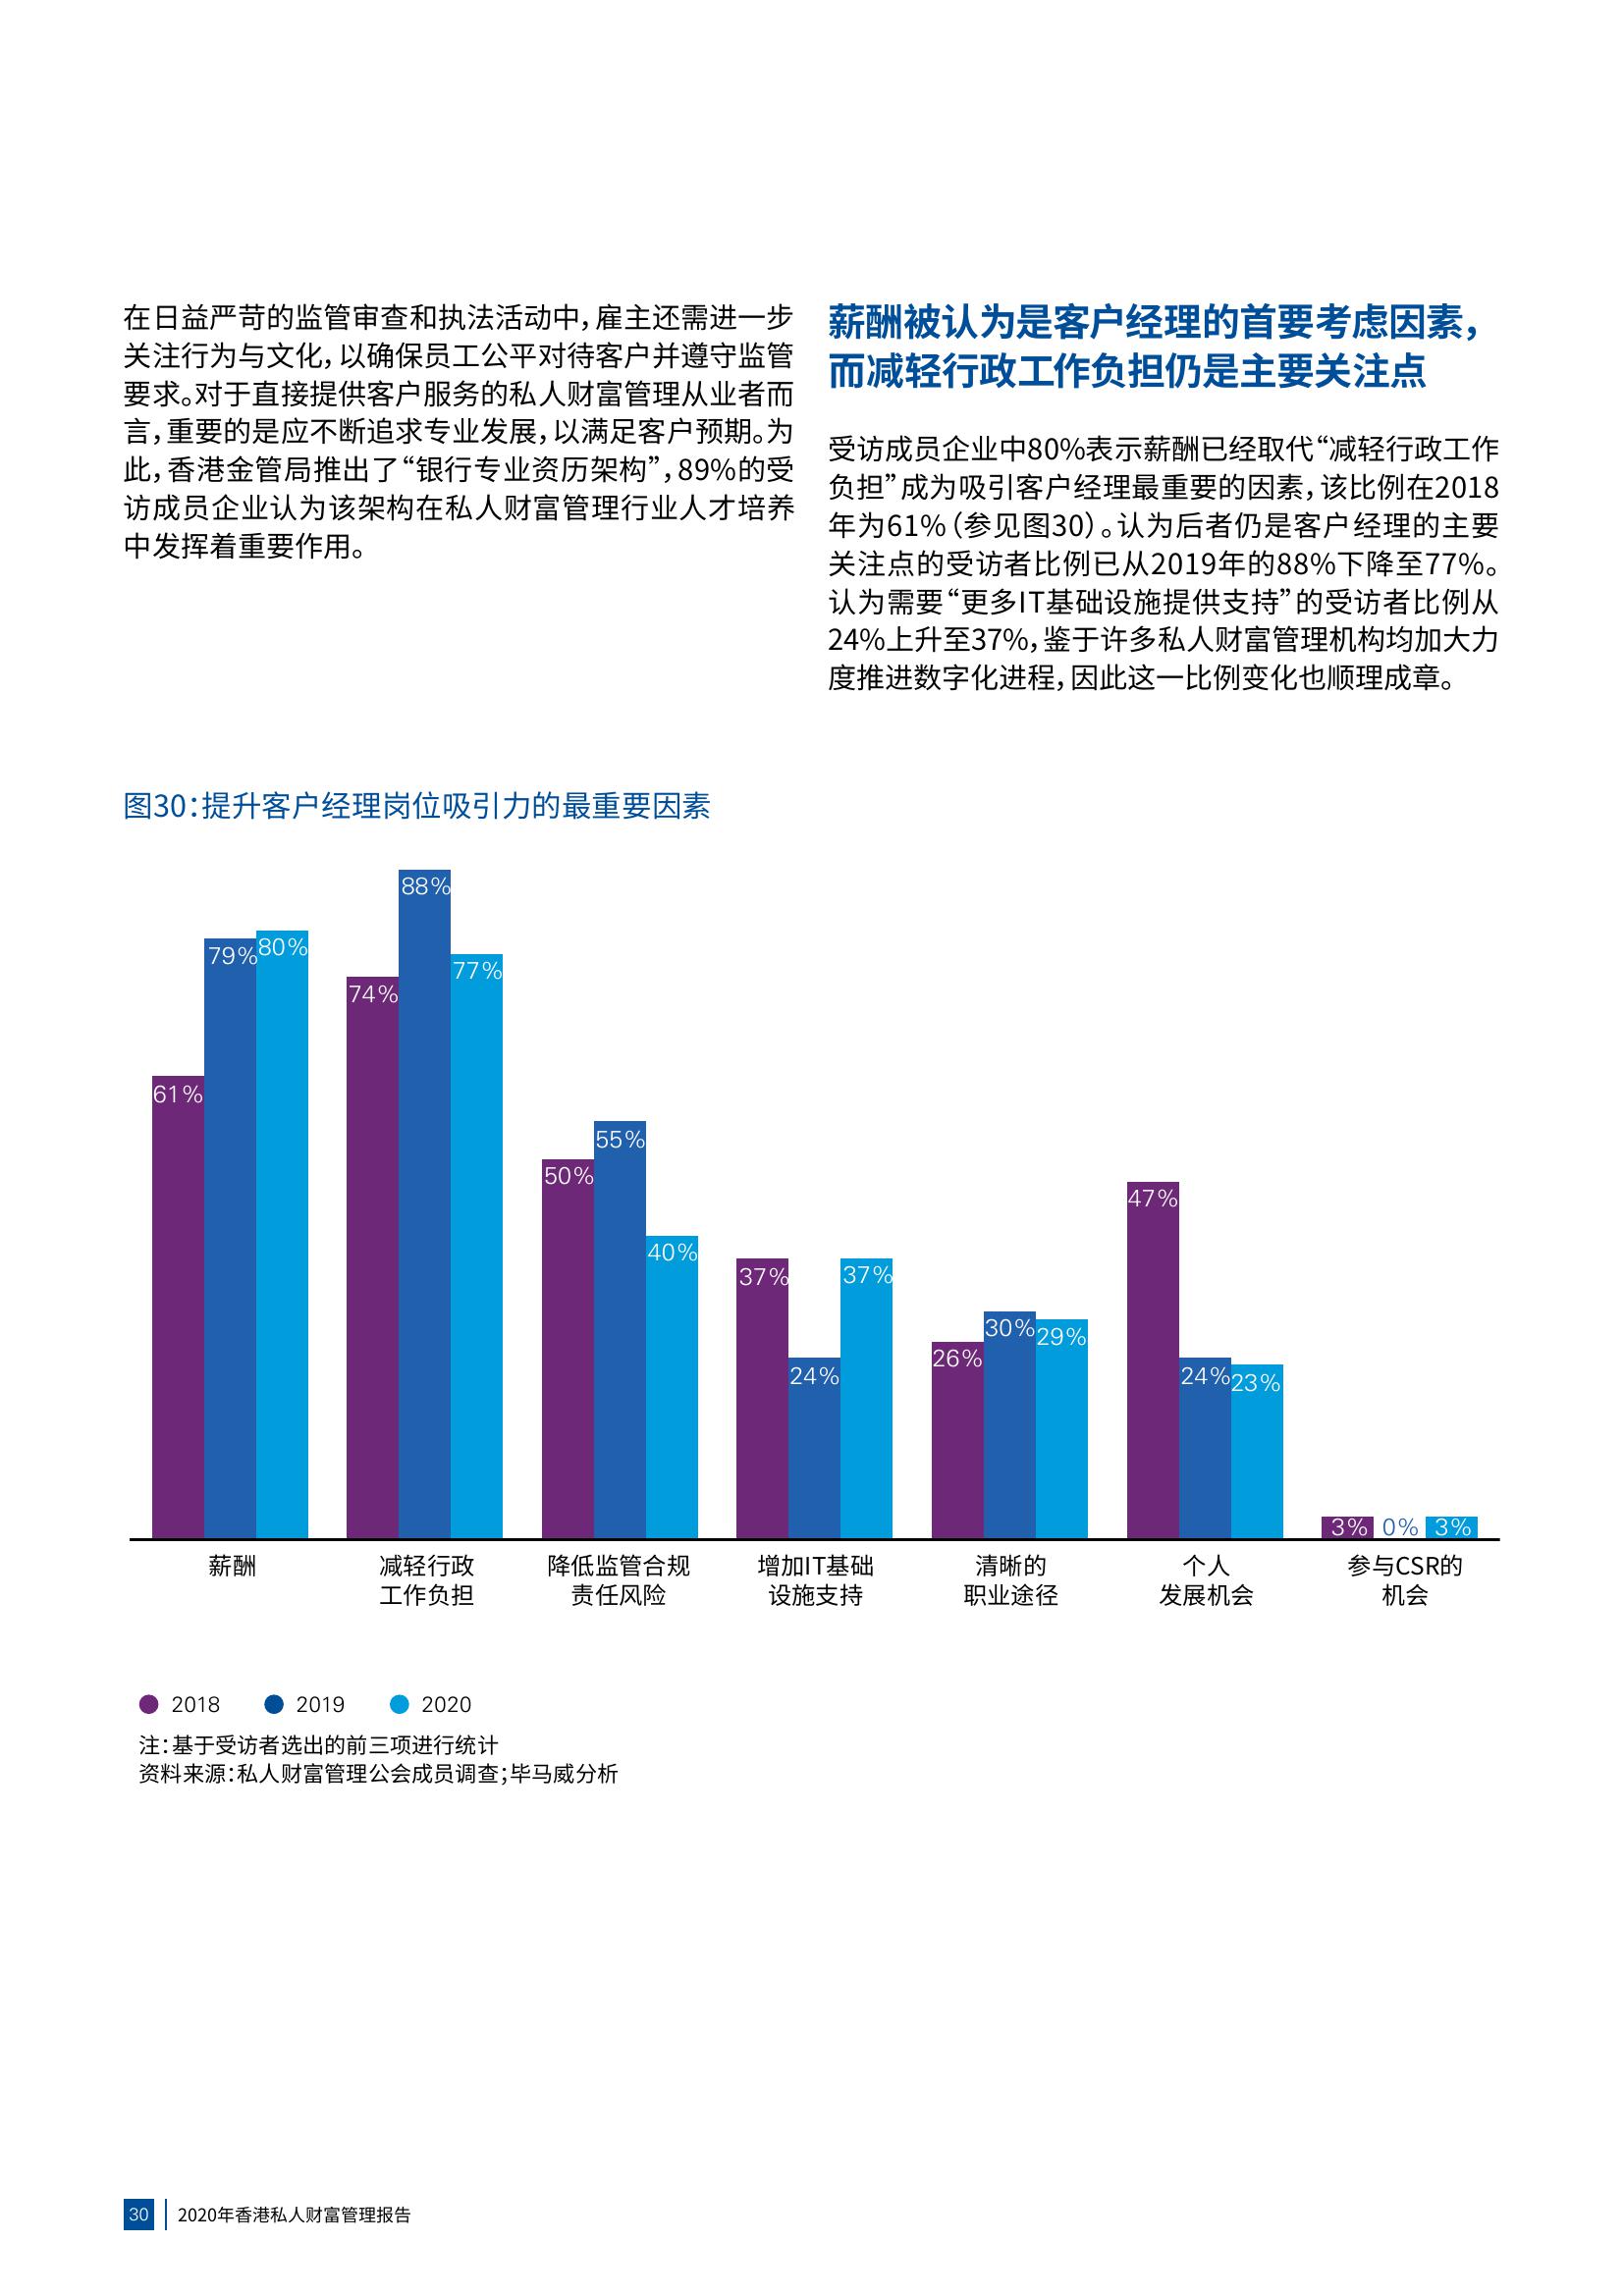 在日益严苛的监管审查和执法活动中，雇主还需进一步
关注行为与文化，以确保员工公平对待客户并遵守监管
要求。对于直接提供客户服务的私人财富管理从业者而
言，重要的是应不断追求专业发展，以满足客户预期。为
此，香港金管局推出了“银行专业资历架构”，89%的受
访成员企业认为该架构在私人财富管理行业人才培养
中发挥着重要作用。
薪酬被认为是客户经理的首要考虑因素，
而减轻行政工作负担仍是主要关注点
受访成员企业中80%表示薪酬已经取代“减轻行政工作
负担”成为吸引客户经理最重要的因素，该比例在2018
年为61%（参见图30）。认为后者仍是客户经理的主要
关注点的受访者比例已从2019年的88%下降至77%。
认为需要“更多IT基础设施提供支持”的受访者比例从
24%上升至37%，鉴于许多私人财富管理机构均加大力
度推进数字化进程，因此这一比例变化也顺理成章。
图30：提升客户经理岗位吸引力的最重要因素
61%
79%
80%
74%
88%
77%
50%
55%
40%
37%
24%
37%
26%
30%
29%
47%
24%
23%
3%
0%
3%
薪酬
减轻行政
工作负担
降低监管合规
责任风险
增加IT基础
设施支持
清晰的
职业途径
个人
发展机会
参与CSR的
机会
2018
2019
2020
注：基于受访者选出的前三项进行统计
资料来源：私人财富管理公会成员调查；毕马威分析
30
2020年香港私人财富管理报告